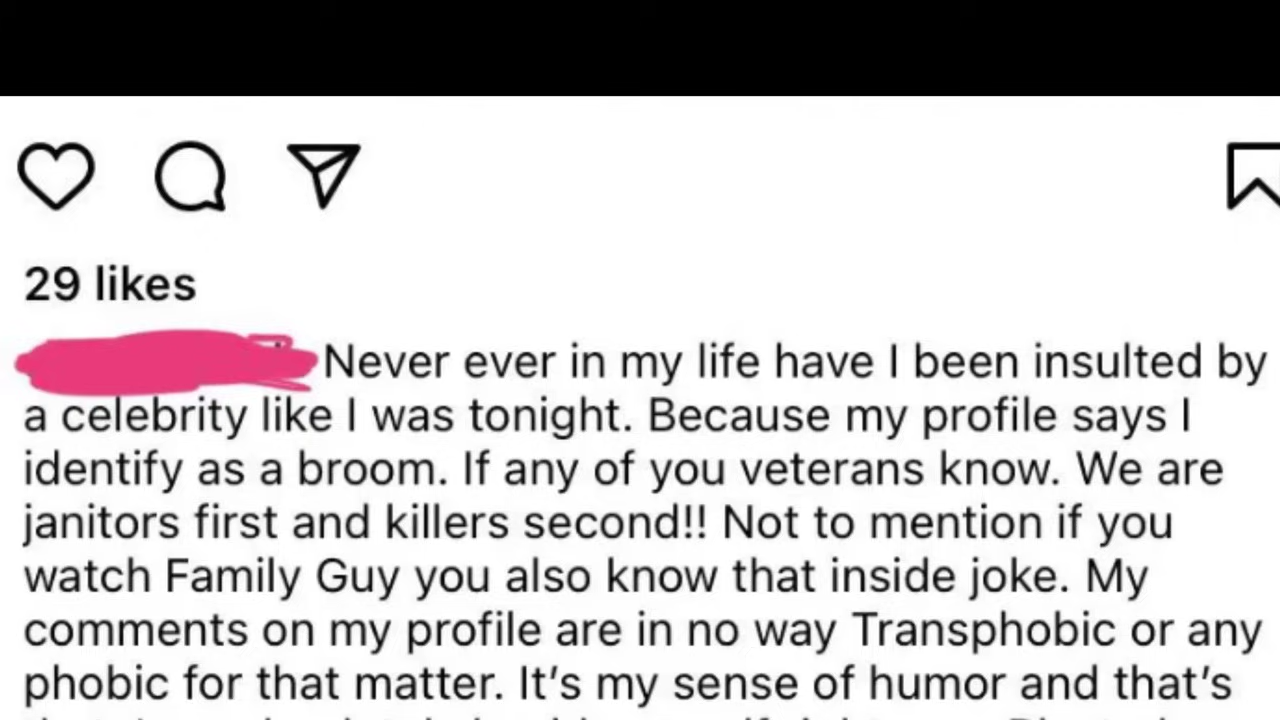 29 likes
Never ever in my life have I been insulted by
a celebrity like I was tonight. Because my profile says I
identify as a broom. If any of you veterans know. We are
janitors first and killers second!! Not to mention if you
watch Family Guy you also know that inside joke. My
comments on my profile are in no way Transphobic or any
phobic for that matter. It’s my sense of humor and that’s